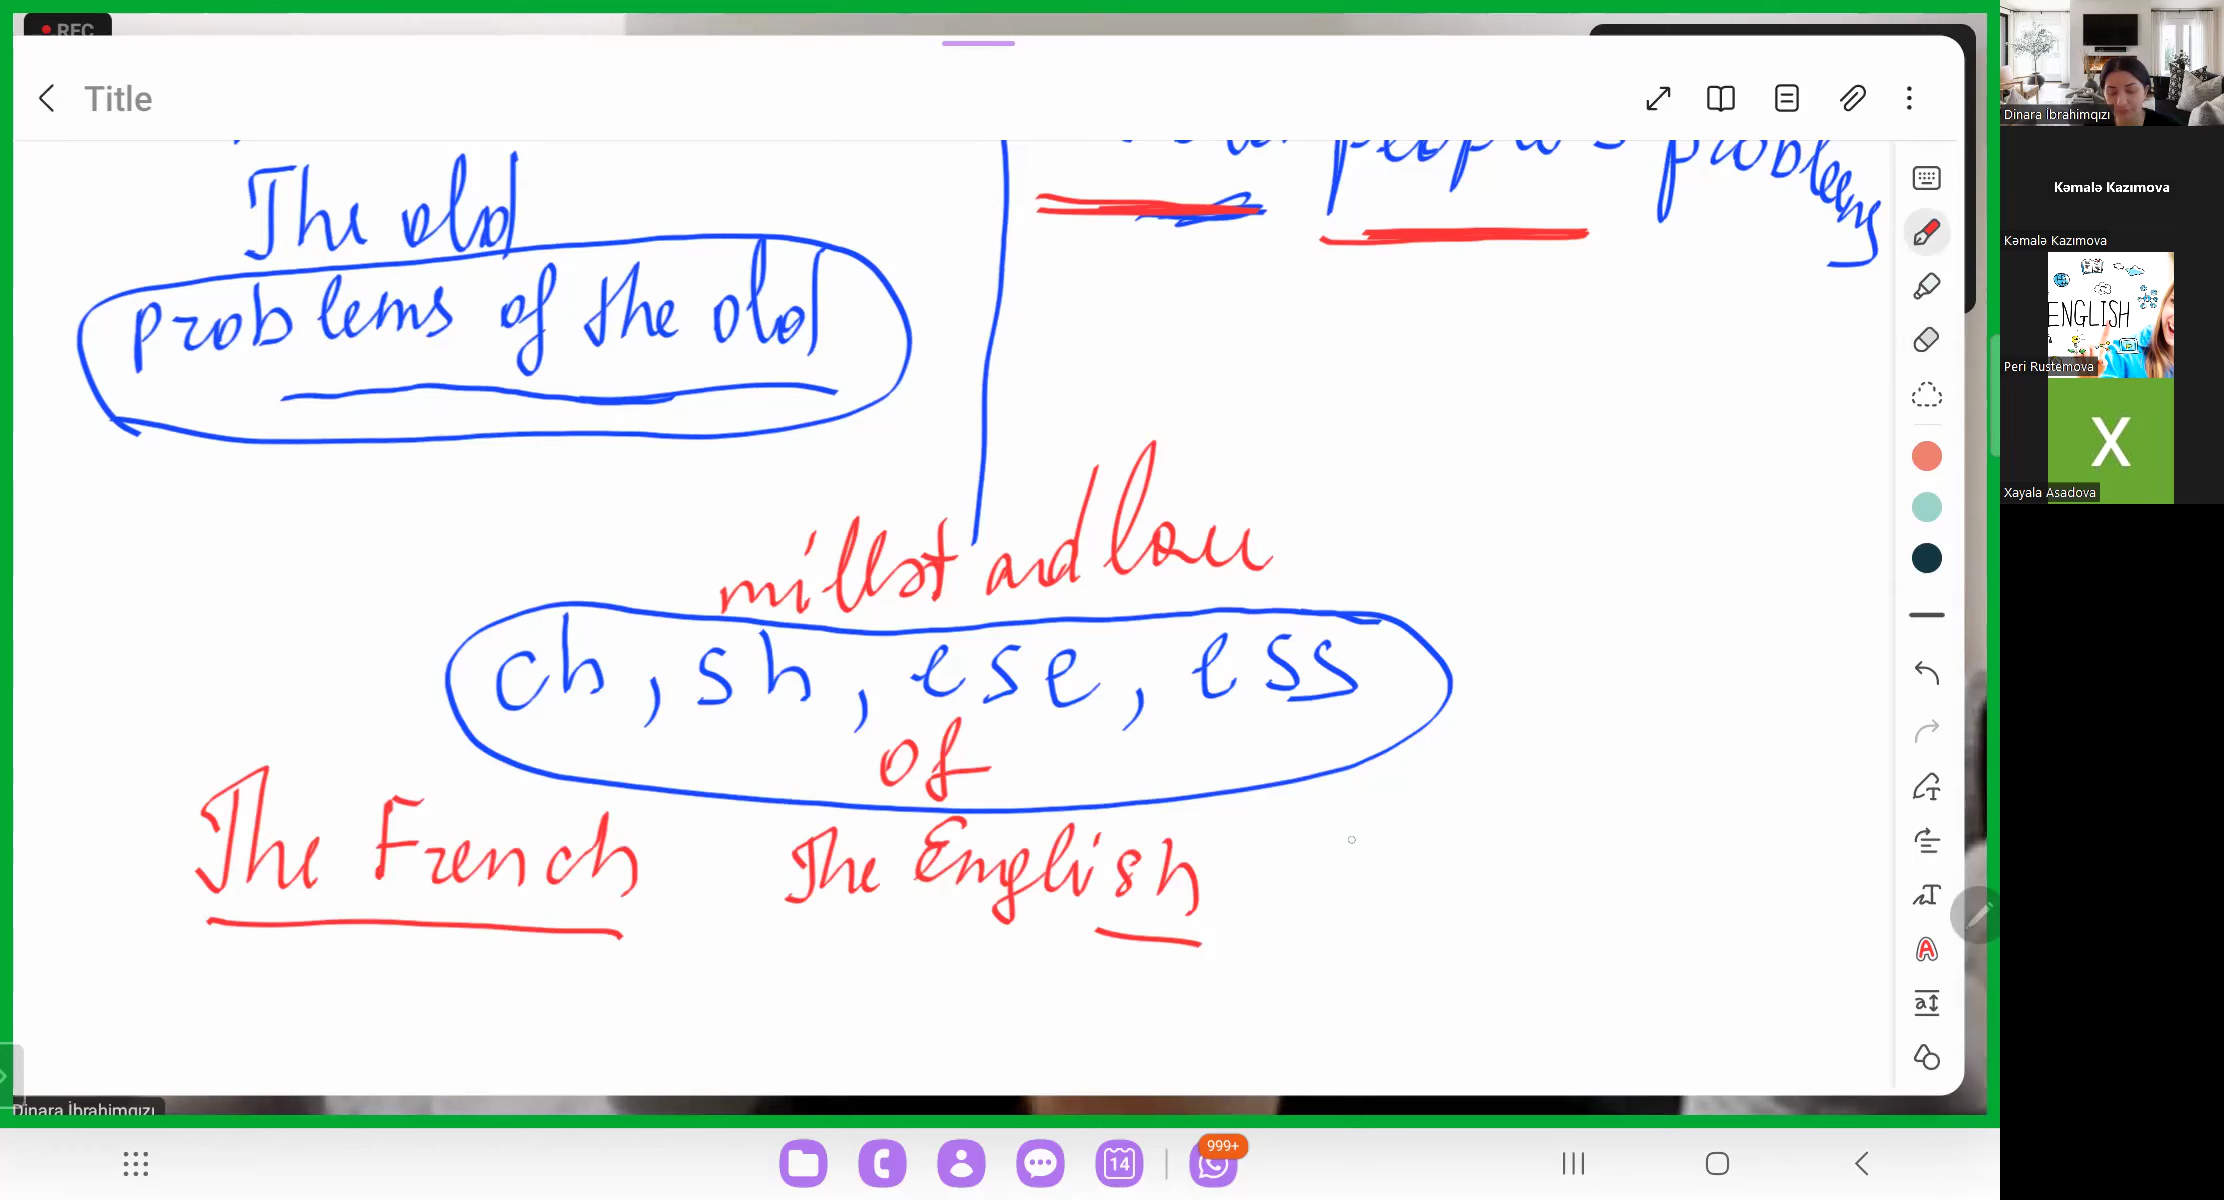 REC
Title
people's problems
The old
problems of the old
millət adları
ch, sh, ese, ess
of
The French The English
Dinara İbrahimqızı
14
999+
Dinara İbrahimqızı
Kəmalə Kazımova
Kəmalə Kazımova
ENGLISH
Peri Rustemova
X
Xayala Asadova